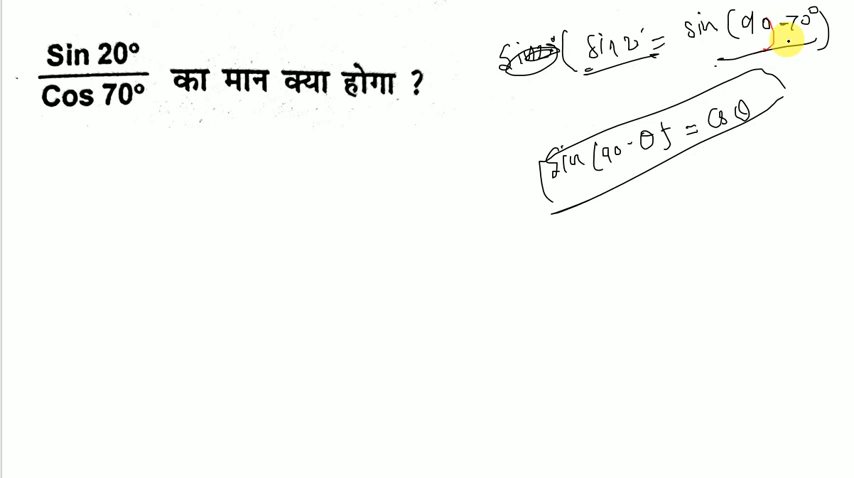 Sin 20°
Cos 70° का मान क्या होगा ?
( sin 20° = sin (90 - 70°)
sin (90 - θ) = cos θ